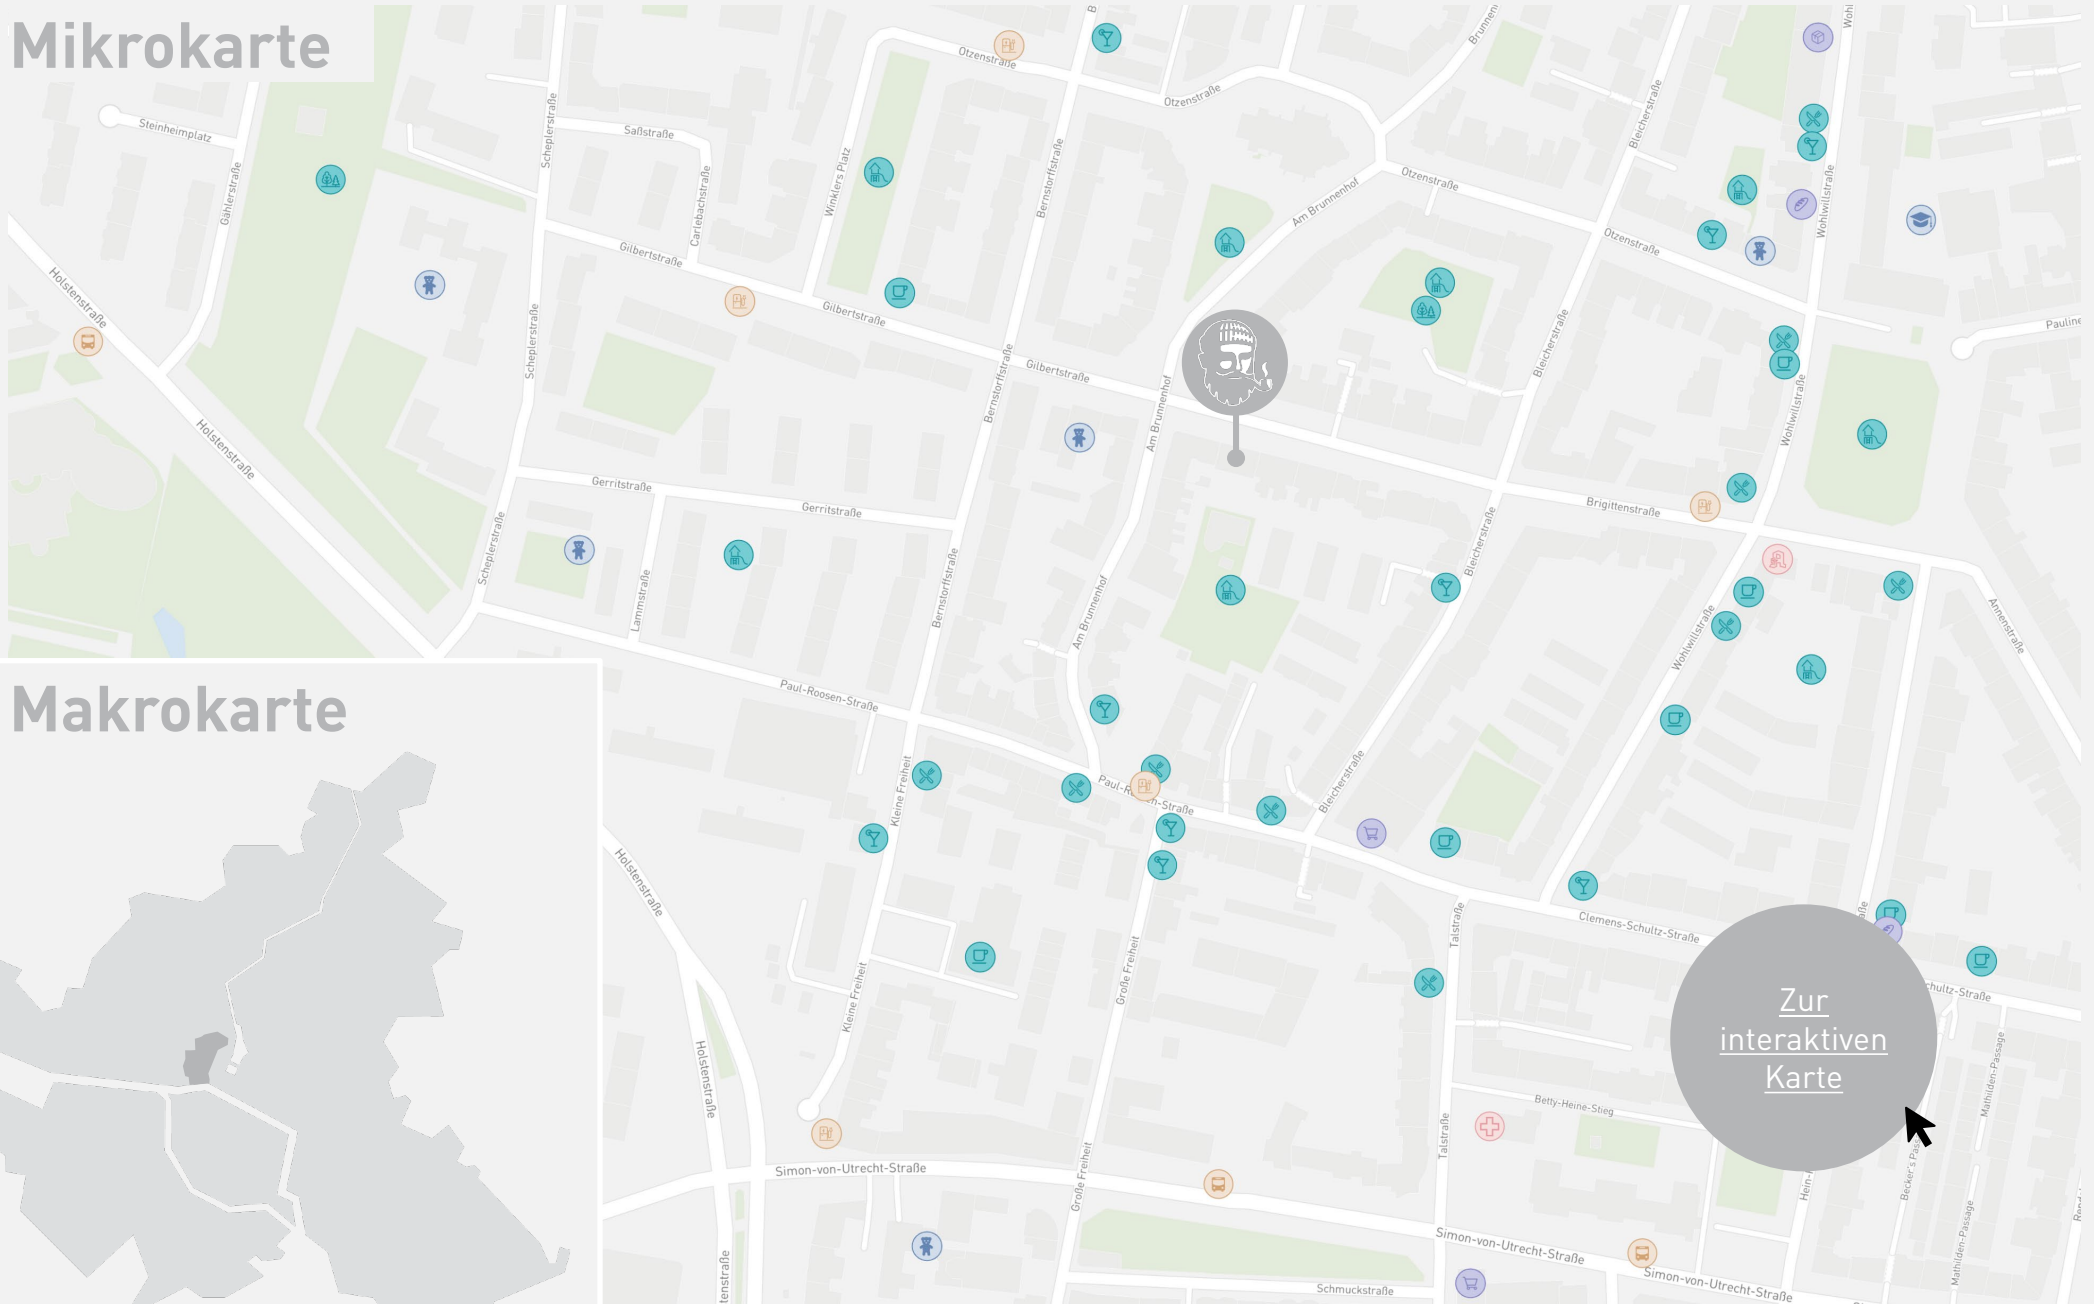 Mikrokarte
Otzenstraße
Otzenstraße
Steinheimplatz
Saßstraße
Scheplerstraße
Gählerstraße
Carlebachstraße
Winklers Platz
Bernstorffstraße
Am Brunnenhof
Otzenstraße
Bleicherstraße
Otzenstraße
Wohlwillstraße
Gilbertstraße
Holstenstraße
Gilbertstraße
Scheplerstraße
Bernstorffstraße
Gilbertstraße
Am Brunnenhof
Bleicherstraße
Wohlwillstraße
Pauline
Holstenstraße
Gerritstraße
Gerritstraße
Brigittenstraße
Scheplerstraße
Lammstraße
Bernstorffstraße
Am Brunnenhof
Bleicherstraße
Wohlwillstraße
Annenstraße
Makrokarte
Paul-Roosen-Straße
Kleine Freiheit
Bleicherstraße
Holstenstraße
Talstraße
Clemens-Schultz-Straße
Kleine Freiheit
Große Freiheit
Zur
interaktiven
Karte
Holstenstraße
Betty-Heine-Stieg
Talstraße
Mathilden-Passage
Simon-von-Utrecht-Straße
Große Freiheit
Mathilden-Passage
Simon-von-Utrecht-Straße
Simon-von-Utrecht-Straße
Schmuckstraße